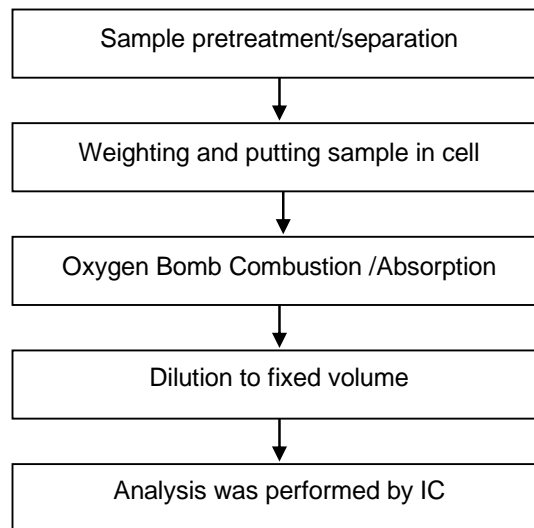 Sample pretreatment/separation
Weighting and putting sample in cell
Oxygen Bomb Combustion /Absorption
Dilution to fixed volume
Analysis was performed by IC